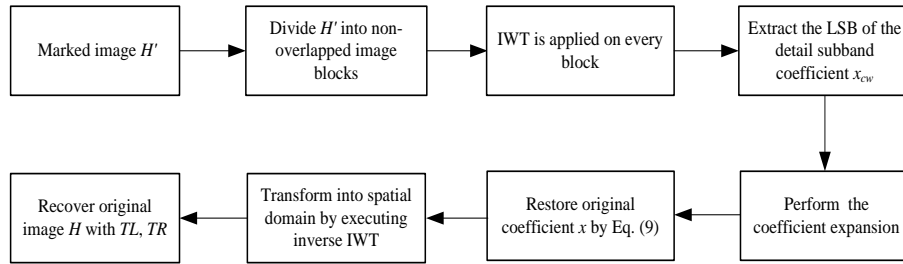 Marked image H'
Divide H' into non-
overlapped image
blocks
IWT is applied on every
block
Extract the LSB of the
detail subband
coefficient xcw
Perform the
coefficient expansion
Restore original
coefficient x by Eq. (9)
Transform into spatial
domain by executing
inverse IWT
Recover original
image H with TL, TR